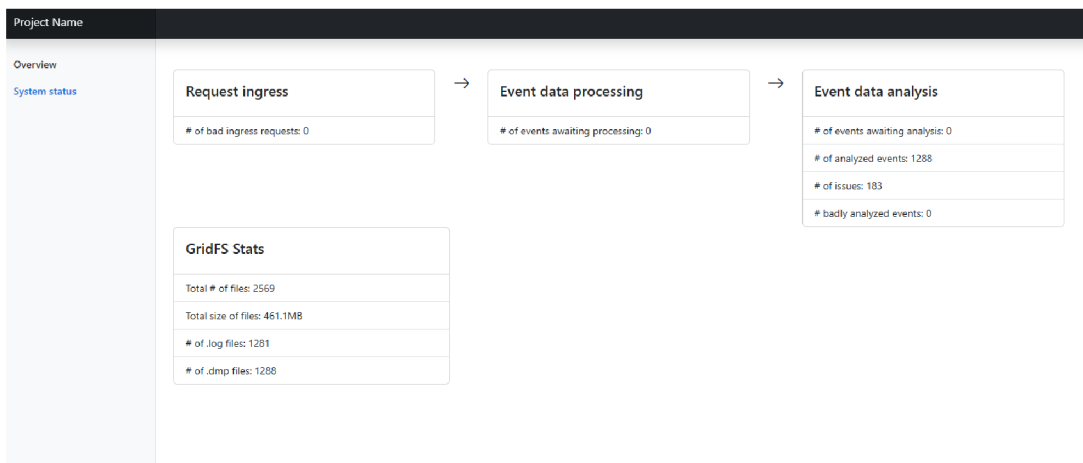 Project Name
Overview
System status
Request ingress
# of bad ingress requests: 0
→
Event data processing
# of events awaiting processing: 0
→
Event data analysis
# of events awaiting analysis: 0
# of analyzed events: 1288
# of issues: 183
# badly analyzed events: 0
GridFS Stats
Total # of files: 2569
Total size of files: 461.1MB
# of .log files: 1281
# of .dmp files: 1288